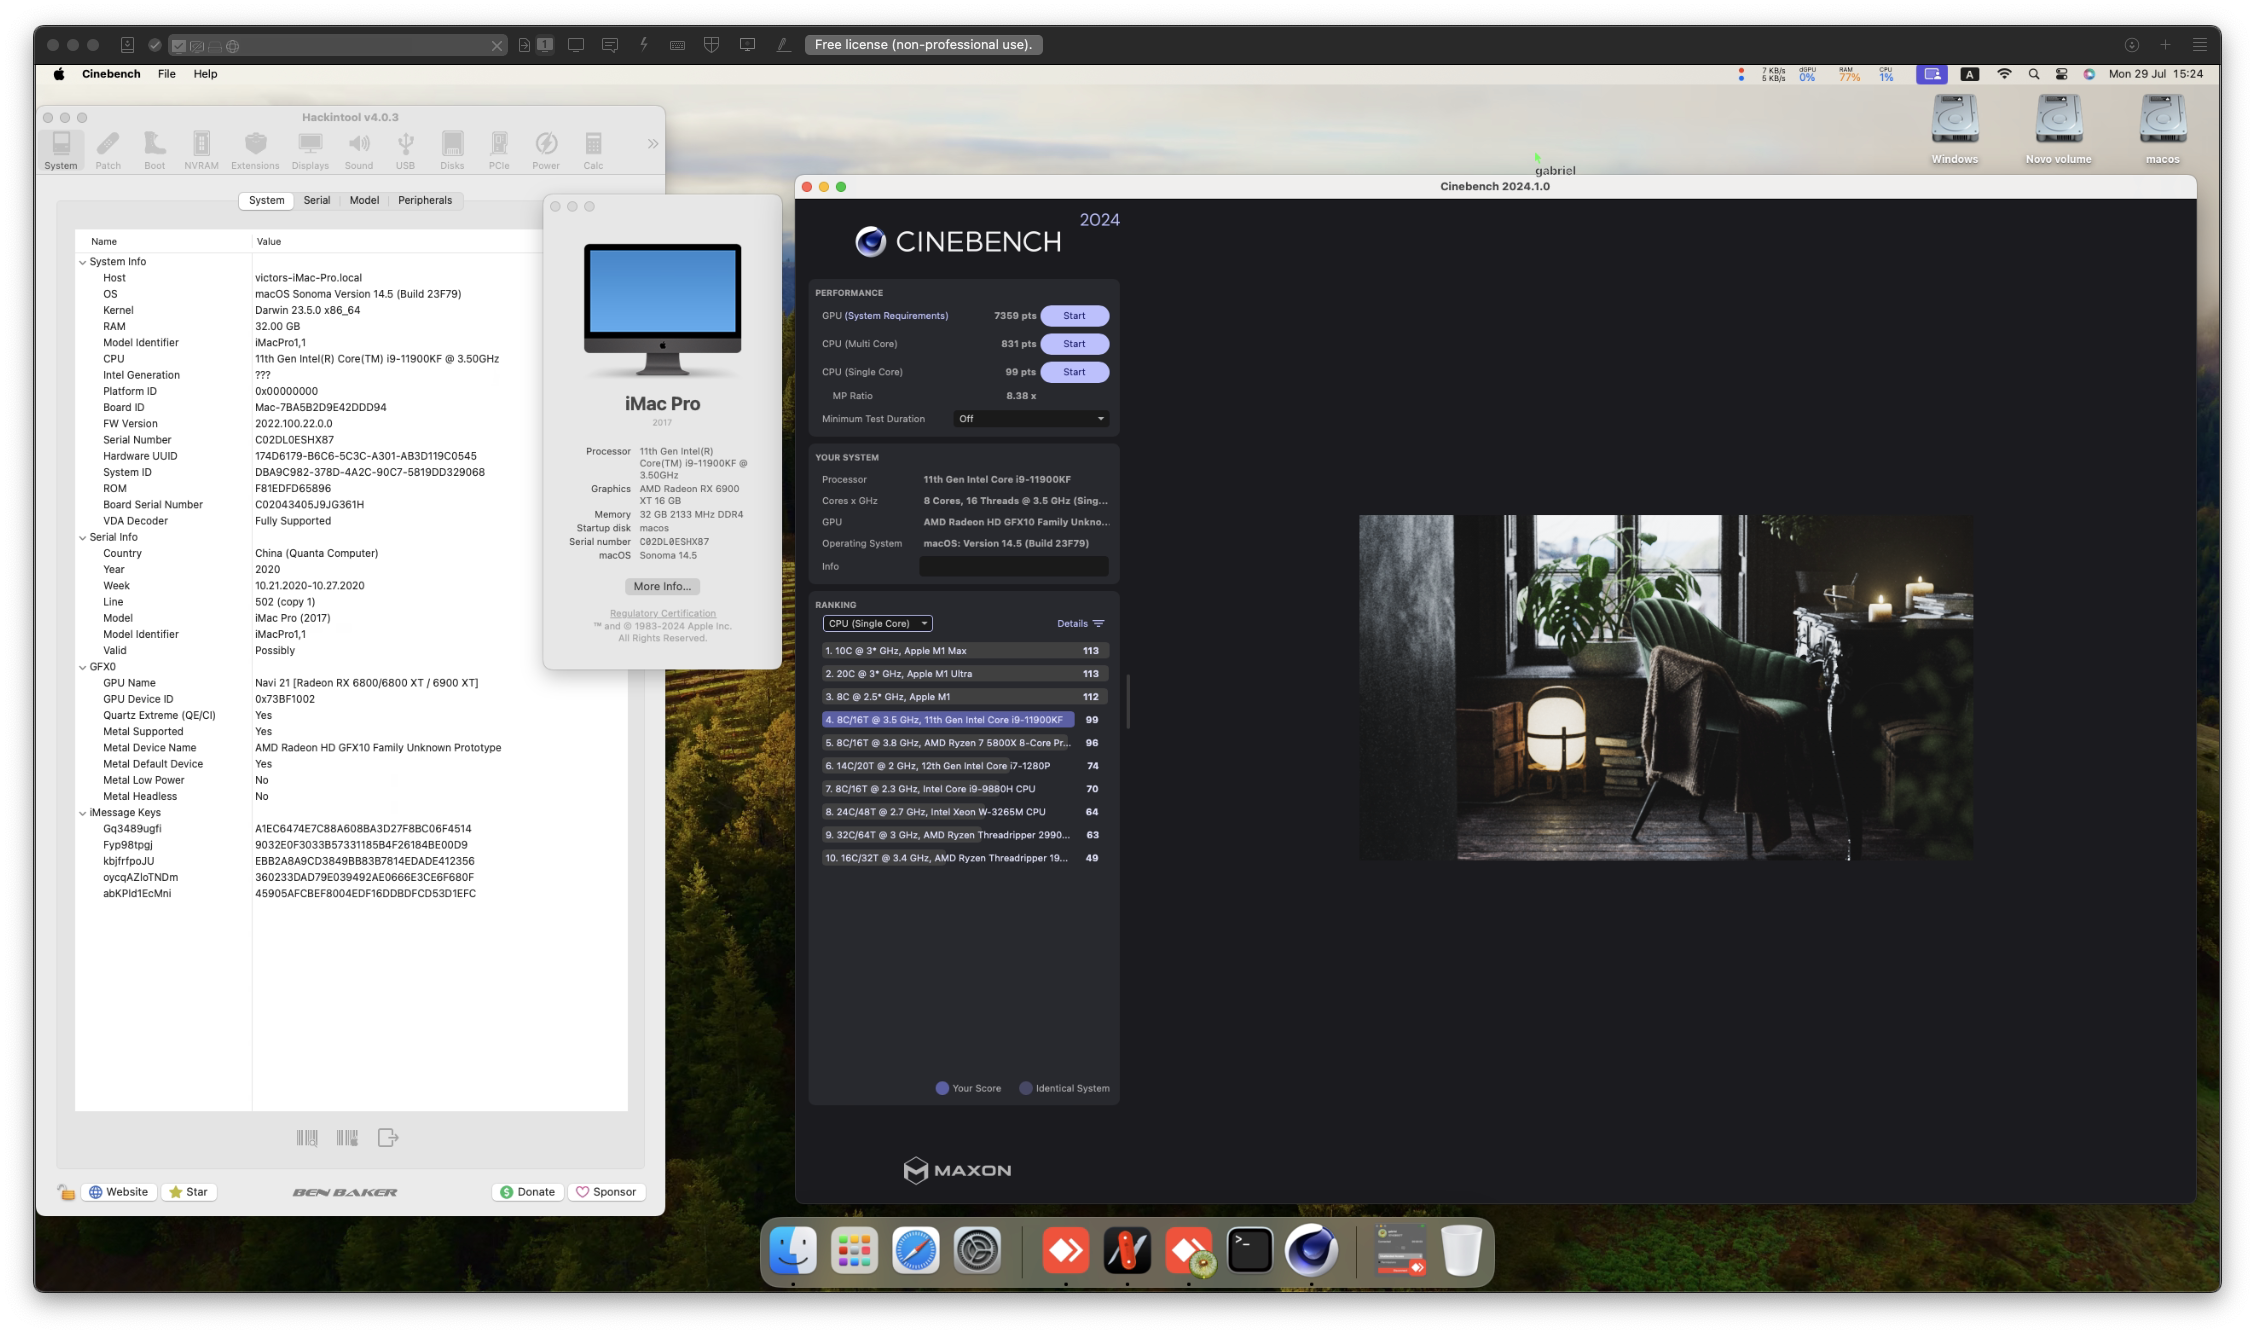 Free license (non-professional use).
1
Cinebench File Help
7 KB/s
5 KB/s
dGPU
0%
RAM
77%
CPU
1%
A
Mon 29 Jul 15:24
Windows
Novo volume
macos
gabriel
Hackintool v4.0.3
System Patch Boot NVRAM Extensions Displays Sound USB Disks PCIe Power Calc
System Serial Model Peripherals
Name Value
System Info
Host victors-iMac-Pro.local
OS macOS Sonoma Version 14.5 (Build 23F79)
Kernel Darwin 23.5.0 x86_64
RAM 32.00 GB
Model Identifier iMacPro1,1
CPU 11th Gen Intel(R) Core(TM) i9-11900KF @ 3.50GHz
Intel Generation ???
Platform ID 0x00000000
Board ID Mac-7BA5B2D9E42DDD94
FW Version 2022.100.22.0.0
Serial Number C02DL0ESHX87
Hardware UUID 174D6179-B6C6-5C3C-A301-AB3D119C0545
System ID DBA9C982-378D-4A2C-90C7-5819DD329068
ROM F81EDFD65896
Board Serial Number C02043405J9JG361H
VDA Decoder Fully Supported
Serial Info
Country China (Quanta Computer)
Year 2020
Week 10.21.2020-10.27.2020
Line 502 (copy 1)
Model iMac Pro (2017)
Model Identifier iMacPro1,1
Valid Possibly
GFX0
GPU Name Navi 21 [Radeon RX 6800/6800 XT / 6900 XT]
GPU Device ID 0x73BF1002
Quartz Extreme (QE/CI) Yes
Metal Supported Yes
Metal Device Name AMD Radeon HD GFX10 Family Unknown Prototype
Metal Default Device Yes
Metal Low Power No
Metal Headless No
iMessage Keys
Gq3489ugfi A1EC6474E7C88A608BA3D27F8BC06F4514
Fyp98tpgj 9032E0F3033B57331185B4F26184BE00D9
kbjfrfpoJU EBB2A8A9CD3849BB83B7814EDADE412356
oycqAZloTNDm 360233DAD79E039492AE0666E3CE6F680F
abKPld1EcMni 45905AFCBEF8004EDF16DDBDFCD53D1EFC
Website Star BEN BAKER Donate Sponsor
iMac Pro
2017
Processor 11th Gen Intel(R)
Core(TM) i9-11900KF @
3.50GHz
Graphics AMD Radeon RX 6900
XT 16 GB
Memory 32 GB 2133 MHz DDR4
Startup disk macos
Serial number C02DL0ESHX87
macOS Sonoma 14.5
More Info...
Regulatory Certification
™ and © 1983-2024 Apple Inc.
All Rights Reserved.
Cinebench 2024.1.0
2024
CINEBENCH
PERFORMANCE
GPU (System Requirements) 7359 pts Start
CPU (Multi Core) 831 pts Start
CPU (Single Core) 99 pts Start
MP Ratio 8.38 x
Minimum Test Duration Off
YOUR SYSTEM
Processor 11th Gen Intel Core i9-11900KF
Cores x GHz 8 Cores, 16 Threads @ 3.5 GHz (Sing...
GPU AMD Radeon HD GFX10 Family Unkno...
Operating System macOS: Version 14.5 (Build 23F79)
Info
RANKING
CPU (Single Core) Details
1. 10C @ 3* GHz, Apple M1 Max 113
2. 20C @ 3* GHz, Apple M1 Ultra 113
3. 8C @ 2.5* GHz, Apple M1 112
4. 8C/16T @ 3.5 GHz, 11th Gen Intel Core i9-11900KF 99
5. 8C/16T @ 3.8 GHz, AMD Ryzen 7 5800X 8-Core Pr... 96
6. 14C/20T @ 2 GHz, 12th Gen Intel Core i7-1280P 74
7. 8C/16T @ 2.3 GHz, Intel Core i9-9880H CPU 70
8. 24C/48T @ 2.7 GHz, Intel Xeon W-3265M CPU 64
9. 32C/64T @ 3 GHz, AMD Ryzen Threadripper 2990... 63
10. 16C/32T @ 3.4 GHz, AMD Ryzen Threadripper 19... 49
Your Score Identical System
MAXON